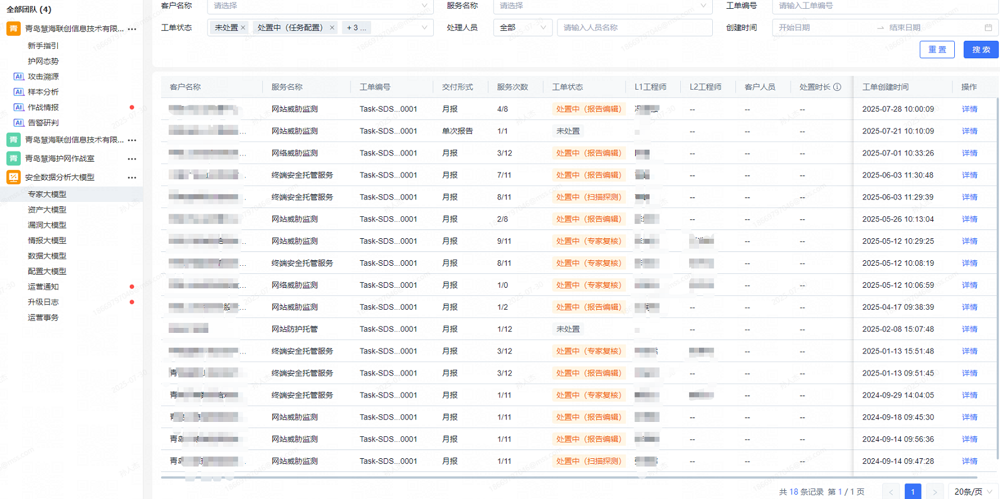 全部团队 (4)
青 青岛慧海联创信息技术有限... ...
新手指引
护网态势
AI 攻击溯源
AI 样本分析
AI 作战情报
AI 告警研判
青 青岛慧海联创信息技术有限... ...
青 青岛慧海护网作战室 ...
安全数据分析大模型 ...
专家大模型
资产大模型
漏洞大模型
情报大模型
数据大模型
配置大模型
运营通知
升级日志
运营事务
客户名称 请选择 服务名称 请选择 工单编号 请输入工单编号
工单状态 未处置 × 处置中（任务配置） × + 3 ... 处理人员 全部 请输入人员名称 创建时间 开始日期 → 结束日期
重 置 搜 索
客户名称 服务名称 工单编号 交付形式 服务次数 工单状态 L1工程师 L2工程师 客户人员 处置时长 工单创建时间 操作
网站威胁监测 Task-SDS...0001 月报 4/8 处置中（报告编辑） -- -- -- 2025-07-28 10:00:09 详情
... 网站威胁监测 Task-SDS...0001 单次报告 1/1 未处置 -- -- -- 2025-07-21 10:10:09 详情
... 网络威胁监测 Task-SDS...0001 月报 3/12 处置中（报告编辑） -- -- -- 2025-07-01 10:33:26 详情
... 终端安全托管服务 Task-SDS...0001 月报 7/11 处置中（报告编辑） -- -- -- 2025-06-03 11:30:48 详情
终端安全托管服务 Task-SDS...0001 月报 8/11 处置中（扫描探测） -- -- -- 2025-06-03 11:29:39 详情
网站威胁监测 Task-SDS...0001 月报 2/8 处置中（报告编辑） -- -- -- 2025-05-26 10:13:04 详情
网站威胁监测 Task-SDS...0001 月报 9/11 处置中（专家复核） -- -- 2025-05-12 10:29:25 详情
... 终端安全托管服务 Task-SDS...0001 月报 8/11 处置中（专家复核） -- -- 2025-05-12 10:08:19 详情
... 网络威胁监测 Task-SDS...0001 月报 1/0 处置中（专家复核） -- -- 2025-05-12 10:06:59 详情
股 ... 网站威胁监测 Task-SDS...0001 月报 1/2 处置中（报告编辑） -- -- -- 2025-04-17 09:38:39 详情
网站防护托管 Task-SDS...0001 月报 1/12 未处置 -- -- -- 2025-02-08 15:07:48 详情
... 终端安全托管服务 Task-SDS...0001 月报 3/12 处置中（专家复核） -- -- 2025-01-13 15:51:48 详情
青 终端安全托管服务 Task-SDS...0001 月报 3/12 处置中（报告编辑） -- -- -- 2025-01-13 09:51:45 详情
青 终端安全托管服务 Task-SDS...0001 月报 1/11 处置中（专家复核） -- -- 2024-09-29 14:04:05 详情
青 网站威胁监测 Task-SDS...0001 月报 1/11 处置中（报告编辑） -- -- -- 2024-09-18 09:45:30 详情
青岛 网站威胁监测 Task-SDS...0001 月报 1/11 处置中（报告编辑） -- -- -- 2024-09-14 09:56:36 详情
青岛 网站威胁监测 Task-SDS...0001 月报 1/11 处置中（扫描探测） -- -- -- 2024-09-14 09:47:28 详情
共 18 条记录 第 1 / 1 页 < 1 > 20条/页